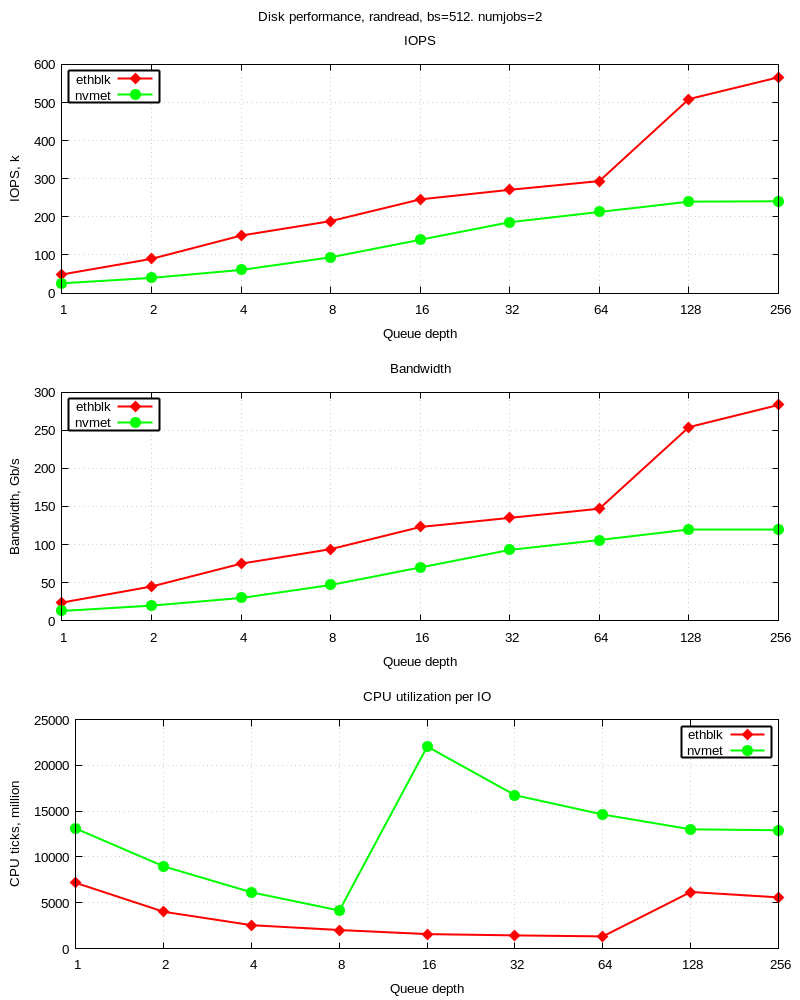 Disk performance, randread, bs=512. numjobs=2
IOPS
600
500
400
300
200
100
0
IOPS, k
ethblk
nvmet
1 2 4 8 16 32 64 128 256
Queue depth
Bandwidth
300
250
200
150
100
50
0
Bandwidth, Gb/s
ethblk
nvmet
1 2 4 8 16 32 64 128 256
Queue depth
CPU utilization per IO
25000
20000
15000
10000
5000
0
CPU ticks, million
ethblk
nvmet
1 2 4 8 16 32 64 128 256
Queue depth